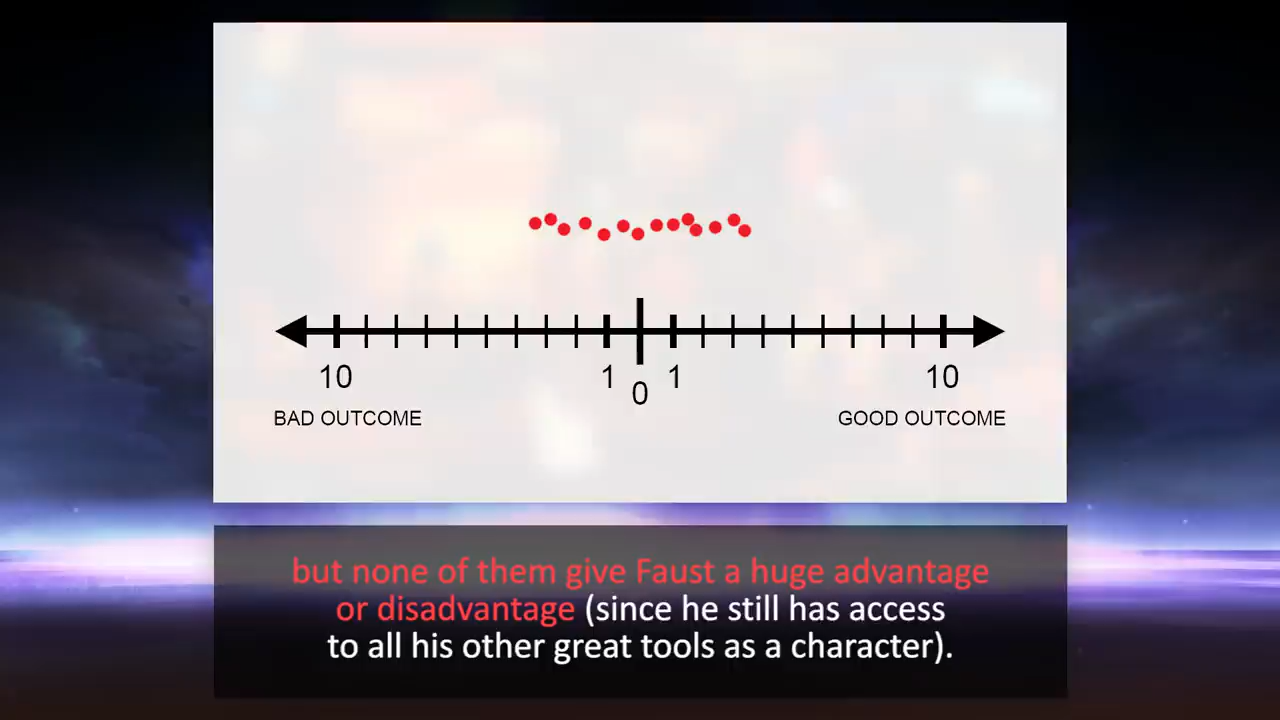 10 1 0 1 10
BAD OUTCOME GOOD OUTCOME
but none of them give Faust a huge advantage
or disadvantage (since he still has access
to all his other great tools as a character).